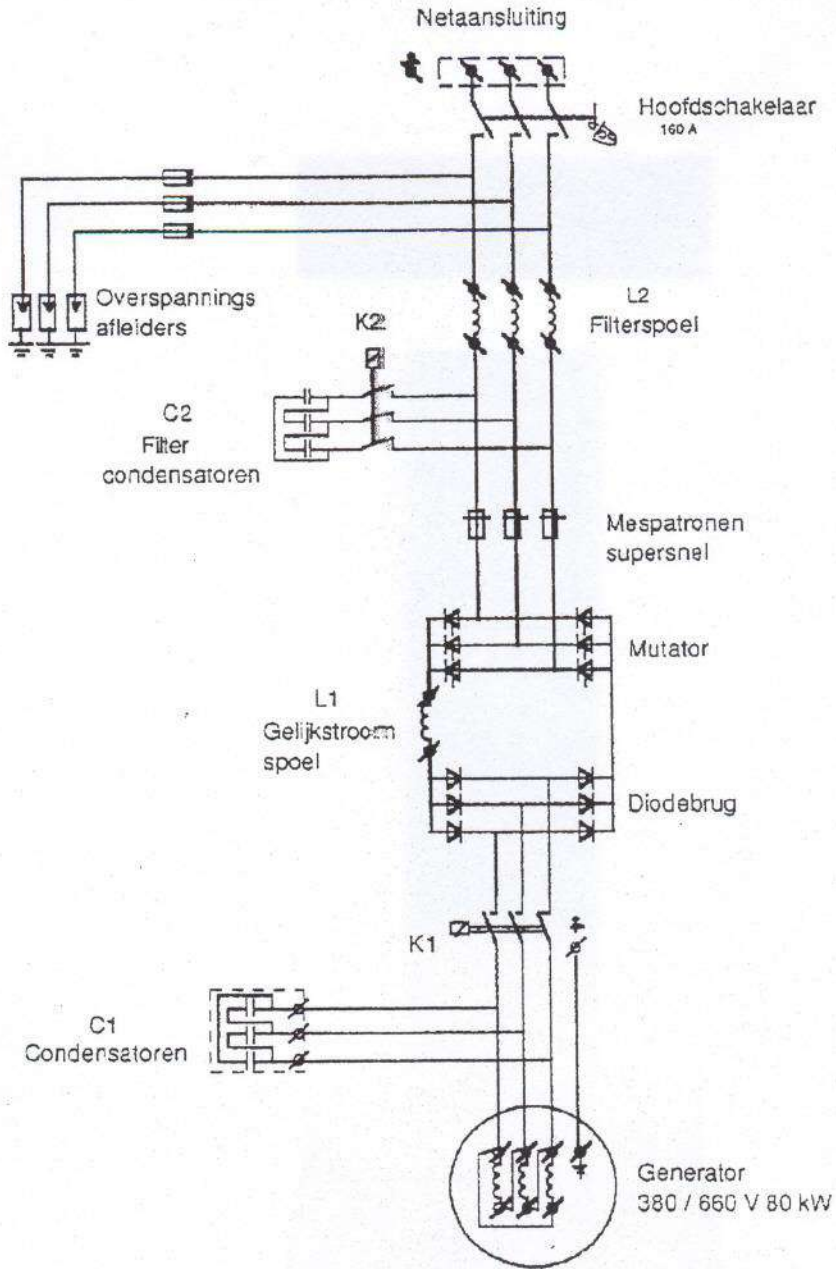 Netaansluiting
Hoofdschakelaar
160 A
Overspannings
afleiders
L2
Filterspoel
K2
C2
Filter
condensatoren
Mespatronen
supersnel
Mutator
L1
Gelijkstroom
spoel
Diodebrug
K1
C1
Condensatoren
Generator
380 / 660 V 80 kW